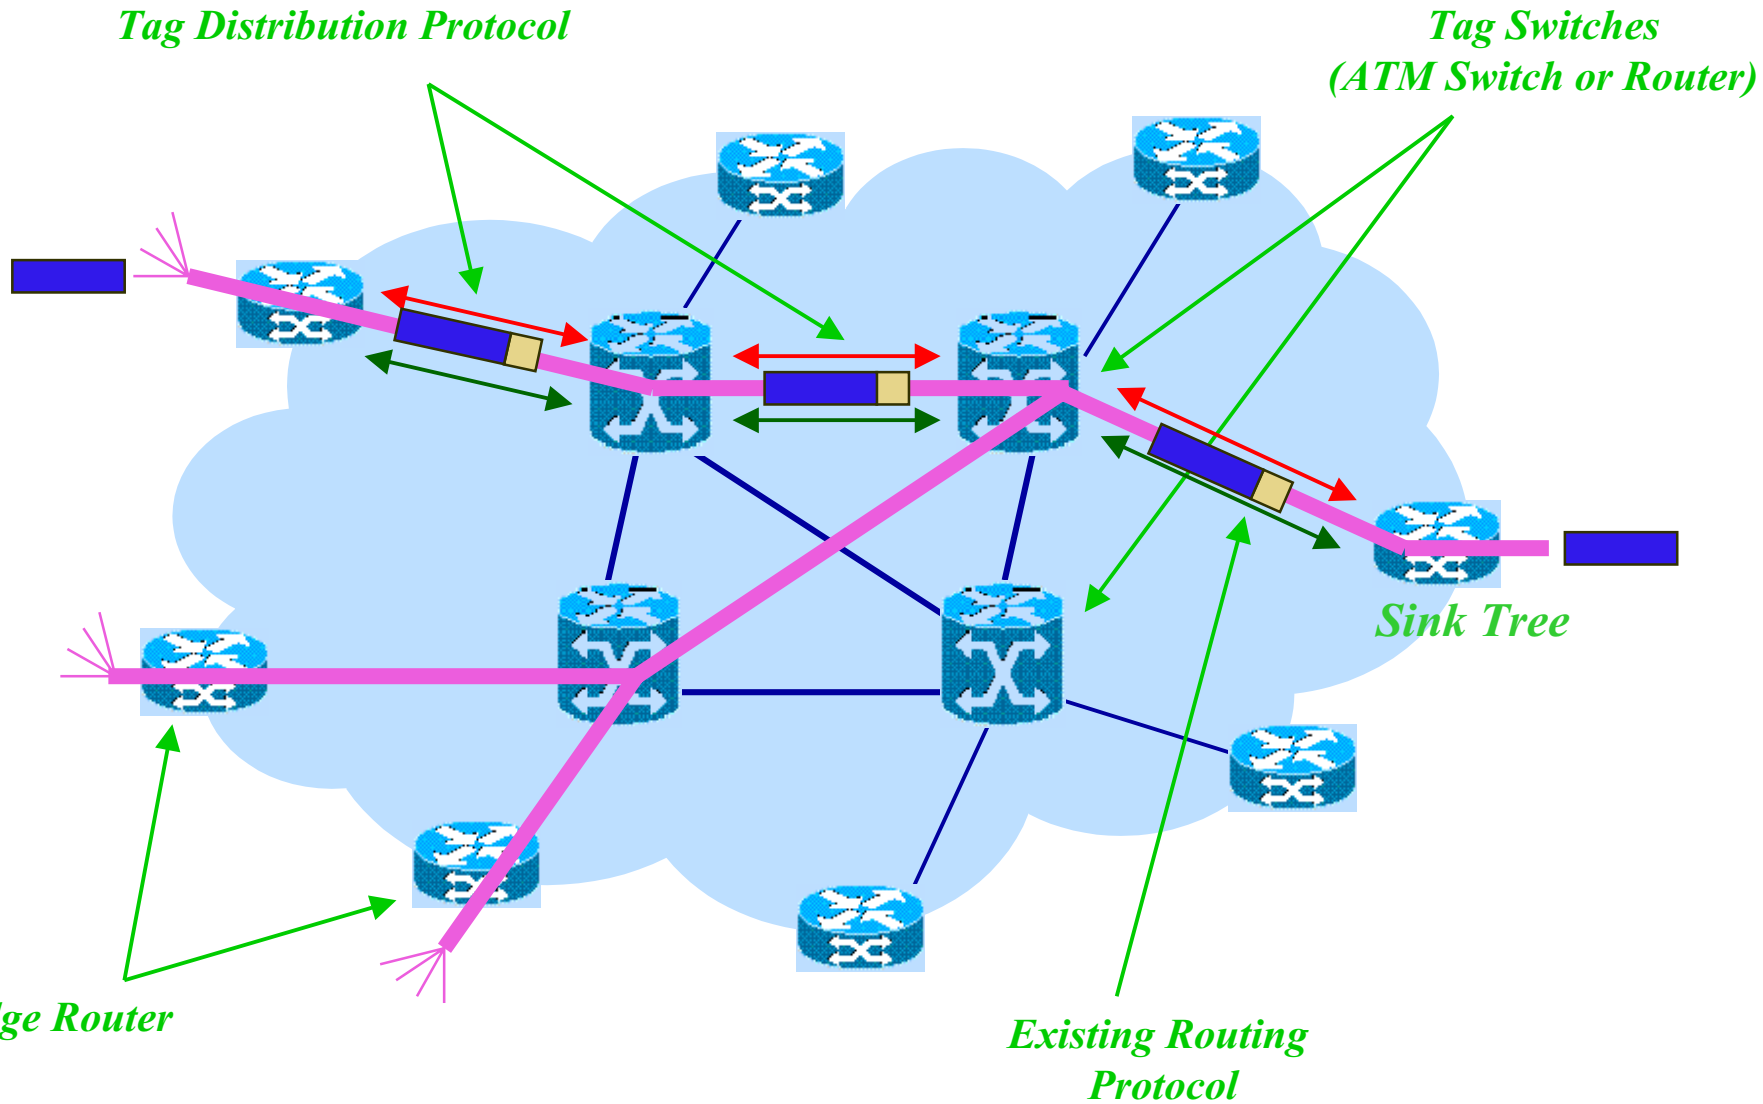 Tag Distribution Protocol
Tag Switches
(ATM Switch or Router)
Sink Tree
ge Router
Existing Routing
Protocol